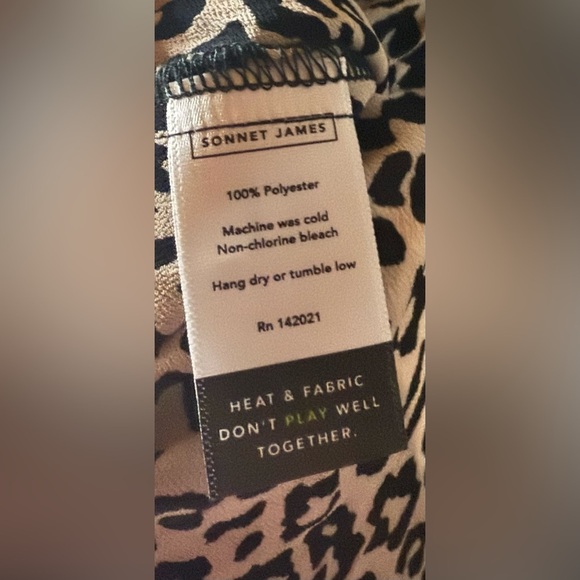 SONNET JAMES
100% Polyester
Machine was cold
Non-chlorine bleach
Hang dry or tumble low
Rn 142021
HEAT & FABRIC
DON'T PLAY WELL
TOGETHER.